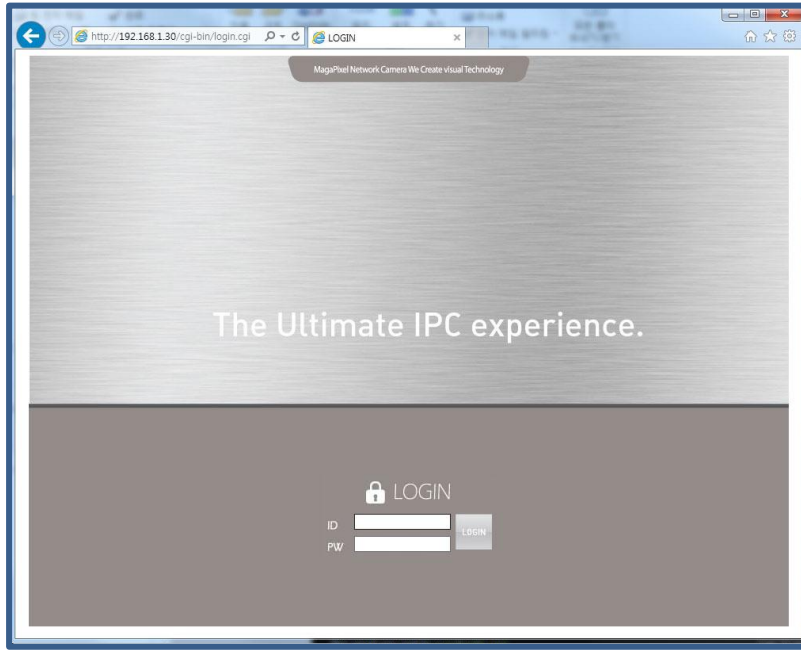 http://192.168.1.30/cgi-bin/login.cgi
LOGIN
MagaPixel Network Camera We Create visual Technology
The Ultimate IPC experience.
LOGIN
ID
LOGIN
PW